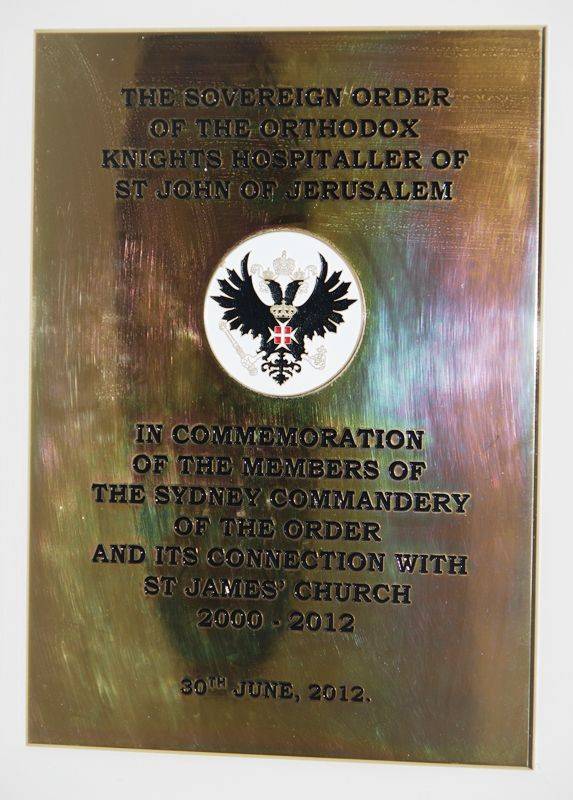 THE SOVEREIGN ORDER
OF THE ORTHODOX
KNIGHTS HOSPITALLER OF
ST JOHN OF JERUSALEM
IN COMMEMORATION
OF THE MEMBERS OF
THE SYDNEY COMMANDERY
OF THE ORDER
AND ITS CONNECTION WITH
ST JAMES' CHURCH
2000 - 2012
30TH JUNE, 2012.